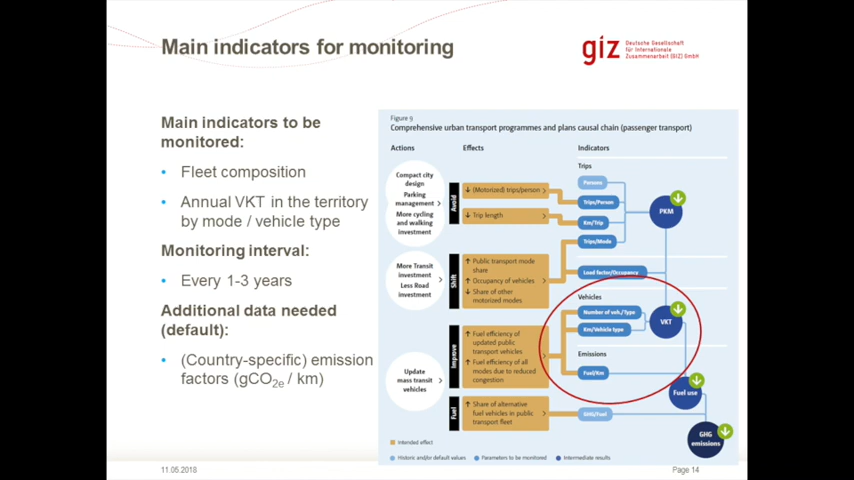 Main indicators for monitoring
giz
Deutsche Gesellschaft
für Internationale
Zusammenarbeit (GIZ) GmbH
Main indicators to be
monitored:
• Fleet composition
• Annual VKT in the territory
by mode / vehicle type
Monitoring interval:
• Every 1-3 years
Additional data needed
(default):
• (Country-specific) emission
factors (gCO2e / km)
Figure 9
Comprehensive urban transport programmes and plans causal chain (passenger transport)
Actions
Effects
Indicators
Compact city
design
Parking
management
More cycling
and walking
investment
Avoid
↓ (Motorized) trips/person
↓ Trip length
Trips
Persons
Trips/Person
Km/Trip
Trips/Mode
PKM
More Transit
investment
Less Road
investment
Shift
↑ Public transport mode
share
↑ Occupancy of vehicles
↓ Share of other
motorized modes
Load factor/Occupancy
Vehicles
Number of veh./Type
Km/Vehicle type
VKT
Update
mass transit
vehicles
Improve
↑ Fuel efficiency of
updated public
transport vehicles
↑ Fuel efficiency of all
modes due to reduced
congestion
Emissions
Fuel/Km
Fuel use
Fuel
↑ Share of alternative
fuel vehicles in public
transport fleet
GHG/Fuel
GHG
emissions
Intended effect
Historic and/or default values
Parameters to be monitored
Intermediate results
11.05.2018
Page 14